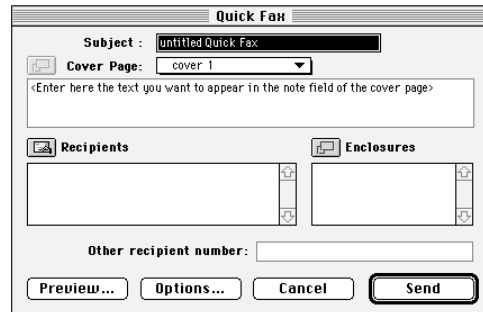 Quick Fax
Subject : untitled Quick Fax
Cover Page: cover 1
<Enter here the text you want to appear in the note field of the cover page>
Recipients Enclosures
Other recipient number:
Preview... Options... Cancel Send